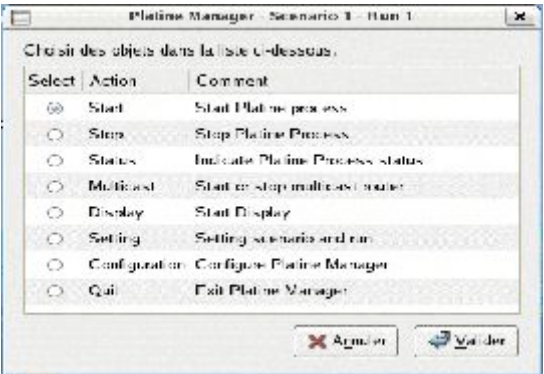 Platine Manager - Scenario 1 - Run 1
Choisir des objets dans la liste ci-dessous.
Select Action Comment
Start Start Platine process
Stop Stop Platine Process
Status Indicate Platine Process status
Multicast Start or stop multicast router
Display Start Display
Setting Setting scenario and run
Configuration Configure Platine Manager
Quit Exit Platine Manager
Annuler Valider